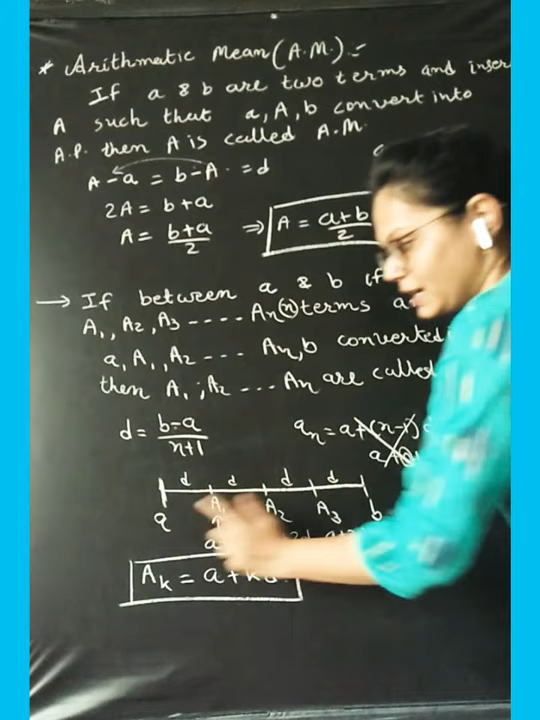 * Arithmatic Mean (A.M.) :-
If a & b are two terms and inser
A such that a, A, b convert into
A.P. then A is called A.M.
A - a = b - A = d
2A = b + a
A = b+a/2 ⇒ A = a+b/2
→ If between a & b if
A1, A2, A3 ---- An (n) terms a
a, A1, A2 --- An, b converted
then A1, A2 --- An are called
d = b-a/n+1
an = a+(n-1)d
d d d d
a A1 A2 A3 b
Ak = a + kd